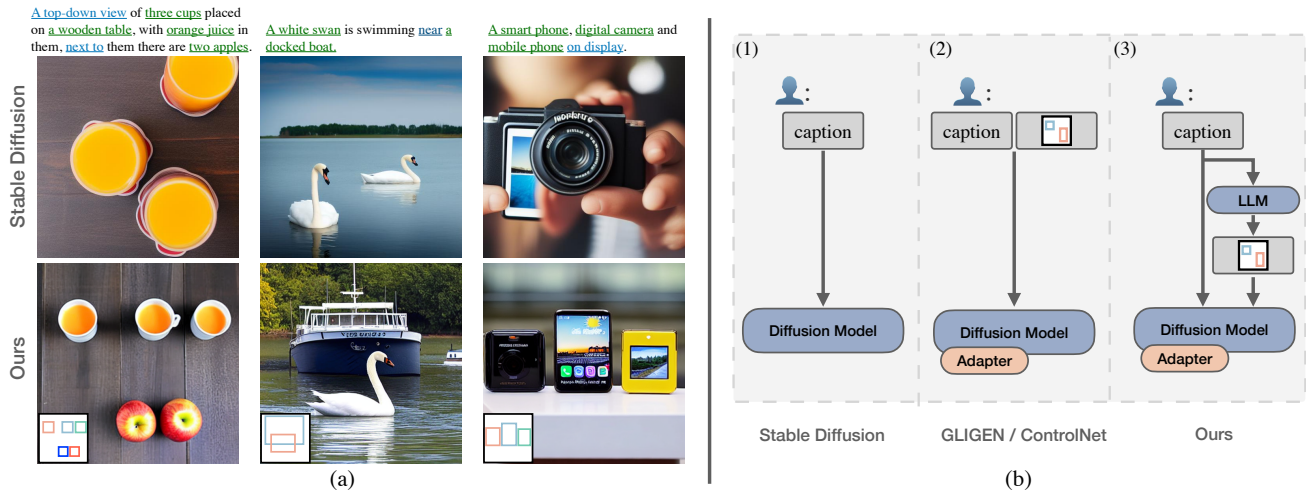 A top-down view of three cups placed
on a wooden table, with orange juice in
them, next to them there are two apples.
A white swan is swimming near a
docked boat.
A smart phone, digital camera and
mobile phone on display.
Stable Diffusion
Ours
(a)
(1)
:
caption
Diffusion Model
Stable Diffusion
(2)
:
caption
Diffusion Model
Adapter
GLIGEN / ControlNet
(3)
:
caption
LLM
Diffusion Model
Adapter
Ours
(b)